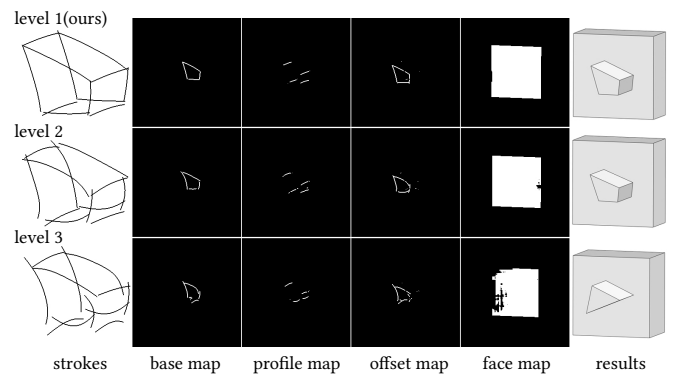 level 1(ours)
level 2
level 3
strokes base map profile map offset map face map results